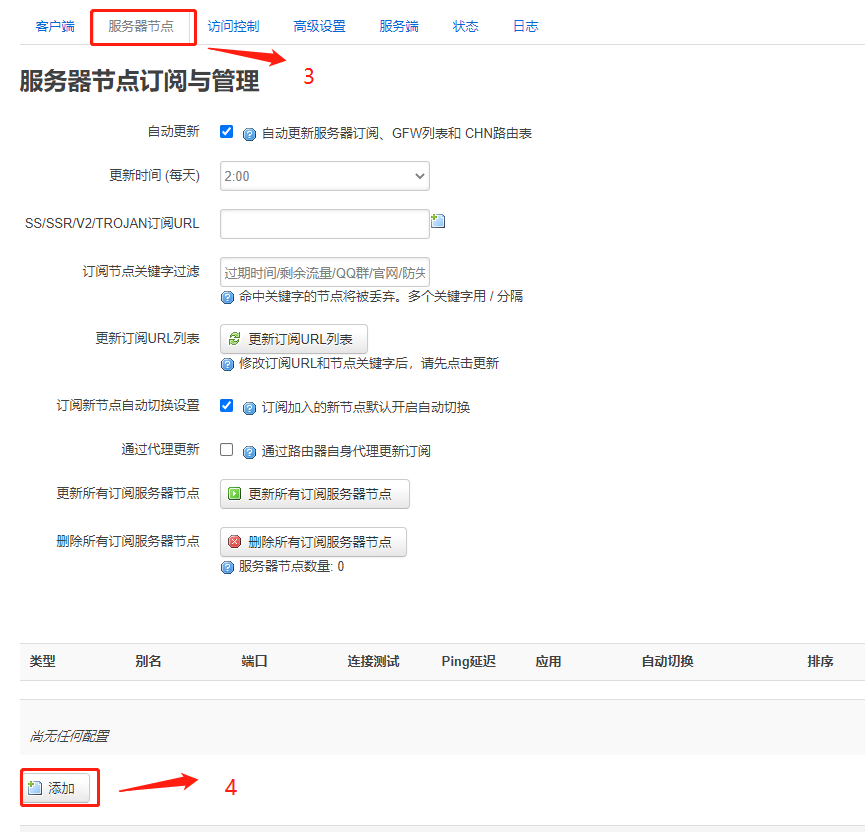 客户端 服务器节点 访问控制 高级设置 服务端 状态 日志
3
服务器节点订阅与管理
自动更新 自动更新服务器订阅、GFW列表和 CHN路由表
更新时间 (每天) 2:00
SS/SSR/V2/TROJAN订阅URL
订阅节点关键字过滤 过期时间/剩余流量/QQ群/官网/防失
命中关键字的节点将被丢弃。多个关键字用 / 分隔
更新订阅URL列表 更新订阅URL列表
修改订阅URL和节点关键字后，请先点击更新
订阅新节点自动切换设置 订阅加入的新节点默认开启自动切换
通过代理更新 通过路由器自身代理更新订阅
更新所有订阅服务器节点 更新所有订阅服务器节点
删除所有订阅服务器节点 删除所有订阅服务器节点
服务器节点数量: 0
类型 别名 端口 连接测试 Ping延迟 应用 自动切换 排序
尚无任何配置
添加 4